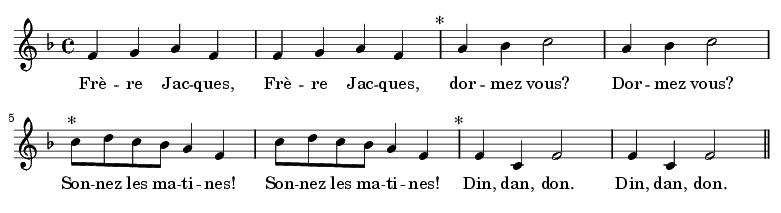 *
Frè - re Jac - ques, Frè - re Jac - ques, dor - mez vous? Dor - mez vous?
5
* *
Son - nez les ma - ti - nes! Son - nez les ma - ti - nes! Din, dan, don. Din, dan, don.